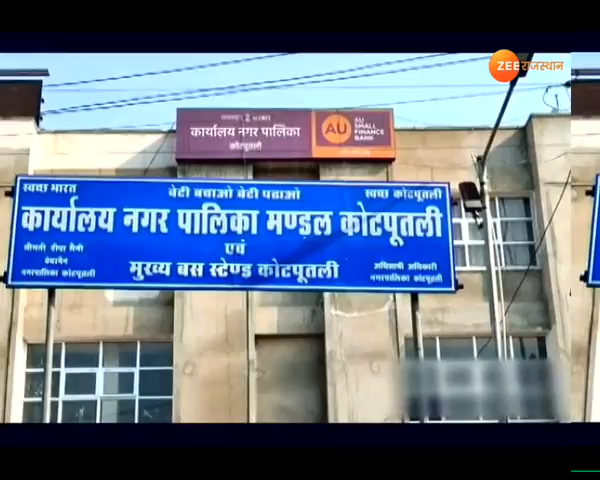 ZEE राजस्थान
राजस्थान सरकार
कार्यालय नगर पालिका
कोटपूतली
AU
AU
SMALL
FINANCE
BANK
स्वच्छ भारत बेटी बचाओ बेटी पढाओ स्वच्छ कोटपूतली
कार्यालय नगर पालिका मण्डल कोटपूतली
एवं
मुख्य बस स्टेण्ड कोटपूतली
श्रीमती दीपा सैनी
चेयरमैन
नगरपालिका कोटपूतली
अधिशाषी अधिकारी
नगरपालिका कोटपूतली